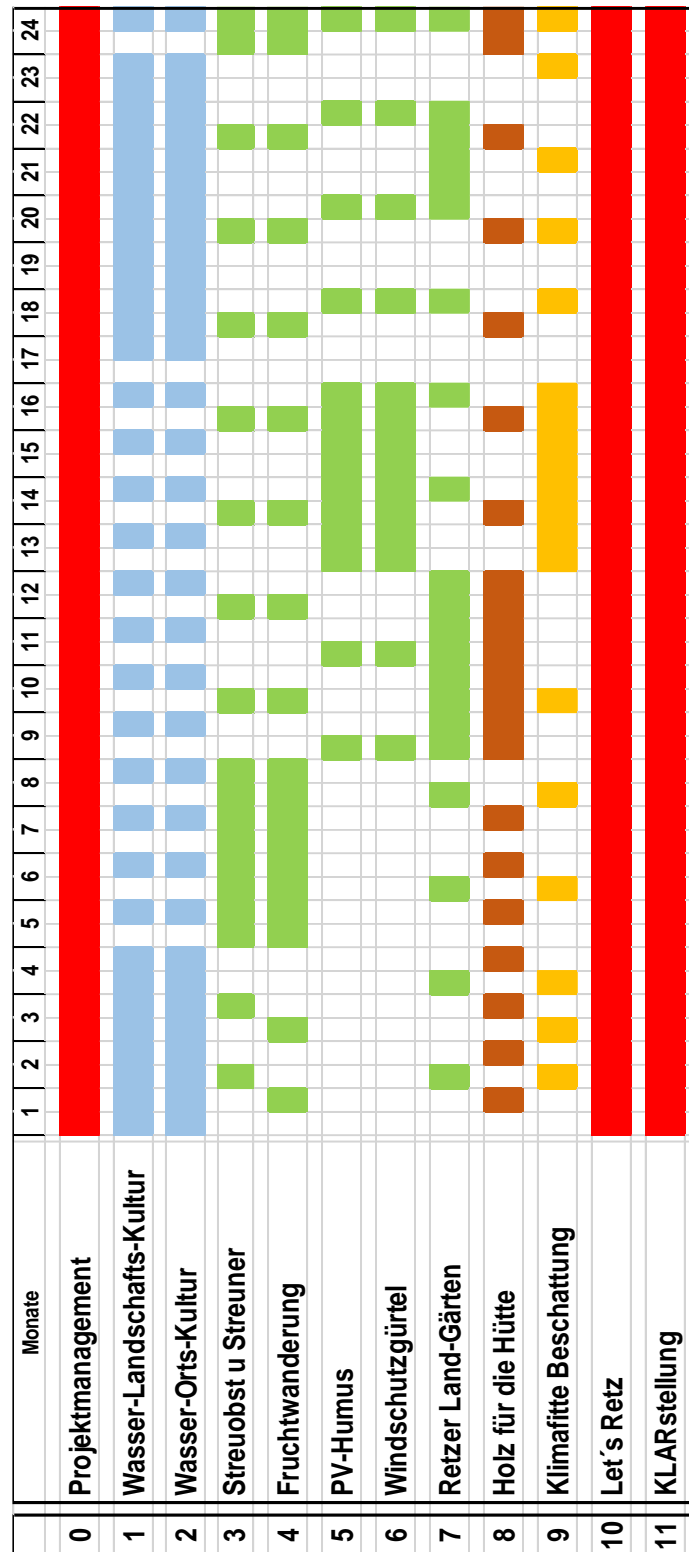 Monate 1 2 3 4 5 6 7 8 9 10 11 12 13 14 15 16 17 18 19 20 21 22 23 24
0 Projektmanagement
1 Wasser-Landschafts-Kultur
2 Wasser-Orts-Kultur
3 Streuobst u Streuner
4 Fruchtwanderung
5 PV-Humus
6 Windschutzgürtel
7 Retzer Land-Gärten
8 Holz für die Hütte
9 Klimafitte Beschattung
10 Let´s Retz
11 KLARstellung